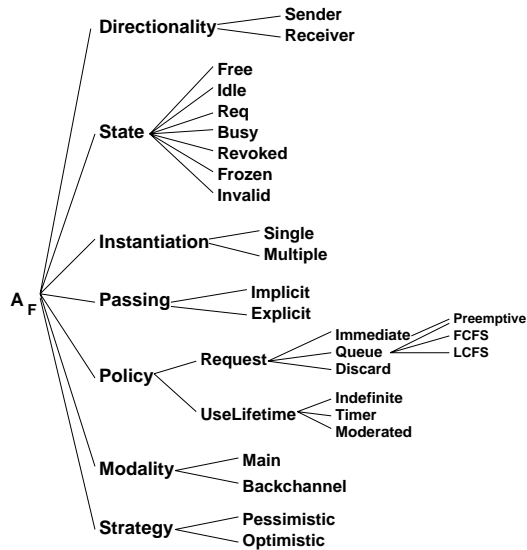 A F
Directionality
Sender
Receiver
State
Free
Idle
Req
Busy
Revoked
Frozen
Invalid
Instantiation
Single
Multiple
Passing
Implicit
Explicit
Policy
Request
Immediate
Preemptive
Queue
FCFS
LCFS
Discard
UseLifetime
Indefinite
Timer
Moderated
Modality
Main
Backchannel
Strategy
Pessimistic
Optimistic